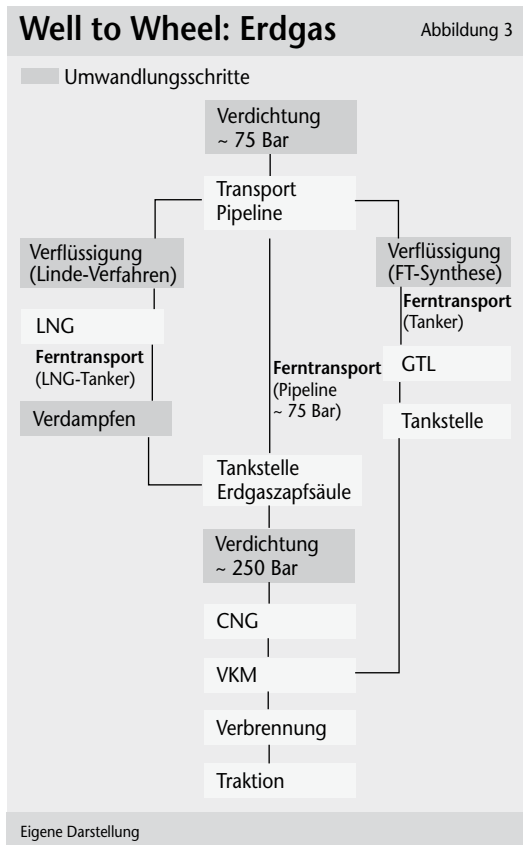 Well to Wheel: Erdgas
Abbildung 3
Umwandlungsschritte
Verdichtung
~ 75 Bar
Transport
Pipeline
Verflüssigung
(Linde-Verfahren)
LNG
Ferntransport
(LNG-Tanker)
Verdampfen
Ferntransport
(Pipeline
~ 75 Bar)
Verflüssigung
(FT-Synthese)
Ferntransport
(Tanker)
GTL
Tankstelle
Tankstelle
Erdgaszapfsäule
Verdichtung
~ 250 Bar
CNG
VKM
Verbrennung
Traktion
Eigene Darstellung